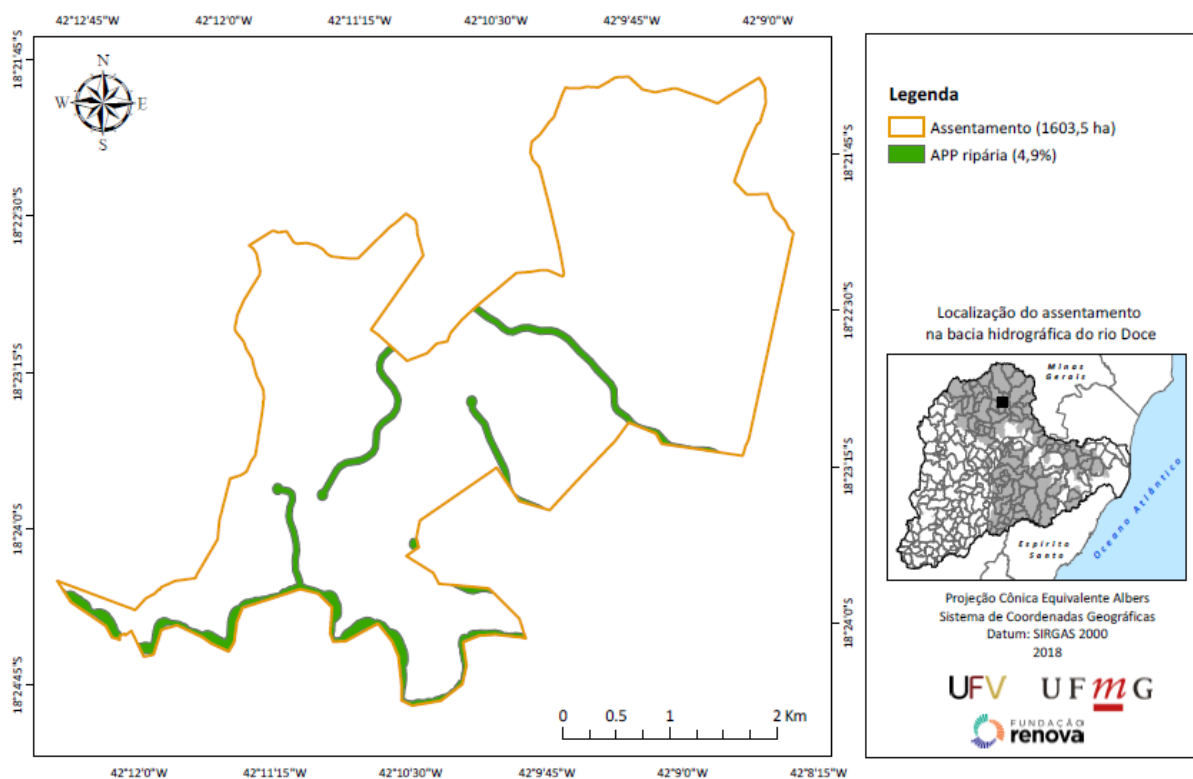 42°12'45"W 42°12'0"W 42°11'15"W 42°10'30"W 42°9'45"W 42°9'0"W
18°21'45"S
18°22'30"S
18°23'15"S
18°24'0"S
18°24'45"S
N
W E
S
18°21'45"S
18°22'30"S
18°23'15"S
18°24'0"S
0 0.5 1 2 Km
42°12'0"W 42°11'15"W 42°10'30"W 42°9'45"W 42°9'0"W 42°8'15"W
Legenda
Assentamento (1603,5 ha)
APP ripária (4,9%)
Localização do assentamento
na bacia hidrográfica do rio Doce
Minas
Gerais
Espírito
Santo
Oceano Atlântico
Projeção Cônica Equivalente Albers
Sistema de Coordenadas Geográficas
Datum: SIRGAS 2000
2018
UFV UFMG
FUNDAÇÃO
renova